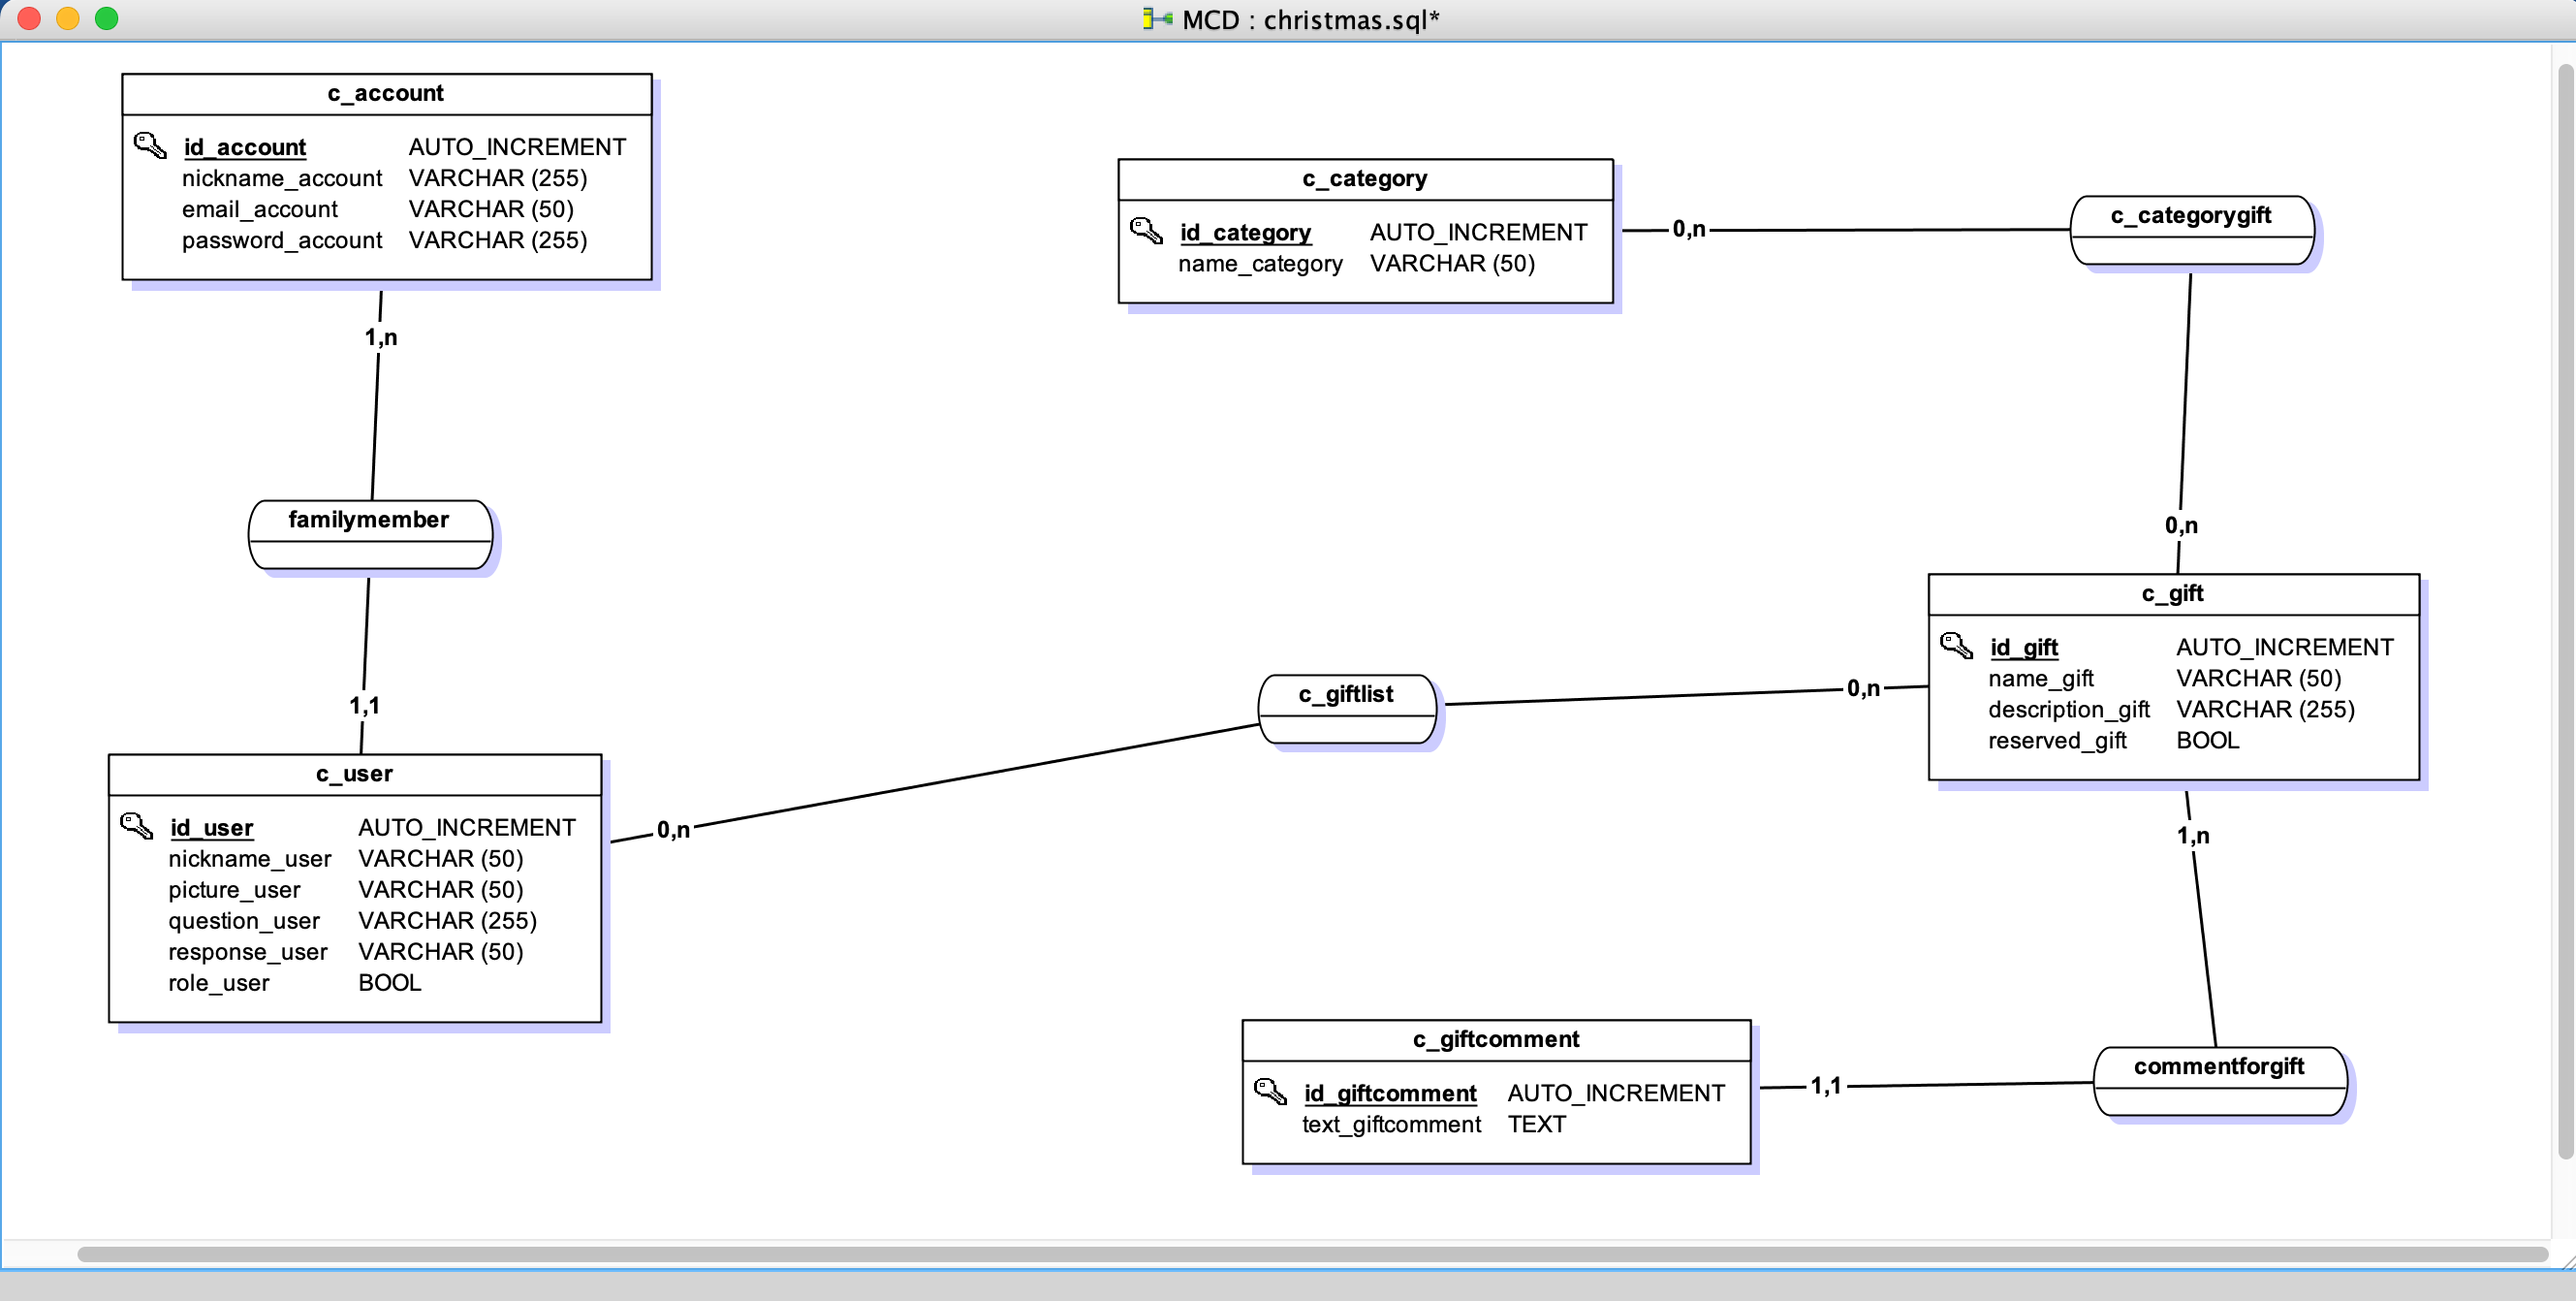 MCD : christmas.sql*
c_account
id_account AUTO_INCREMENT
nickname_account VARCHAR (255)
email_account VARCHAR (50)
password_account VARCHAR (255)
1,n
familymember
1,1
c_user
id_user AUTO_INCREMENT
nickname_user VARCHAR (50)
picture_user VARCHAR (50)
question_user VARCHAR (255)
response_user VARCHAR (50)
role_user BOOL
0,n
c_giftlist
0,n
c_category
id_category AUTO_INCREMENT
name_category VARCHAR (50)
0,n
c_categorygift
0,n
c_gift
id_gift AUTO_INCREMENT
name_gift VARCHAR (50)
description_gift VARCHAR (255)
reserved_gift BOOL
1,n
commentforgift
1,1
c_giftcomment
id_giftcomment AUTO_INCREMENT
text_giftcomment TEXT